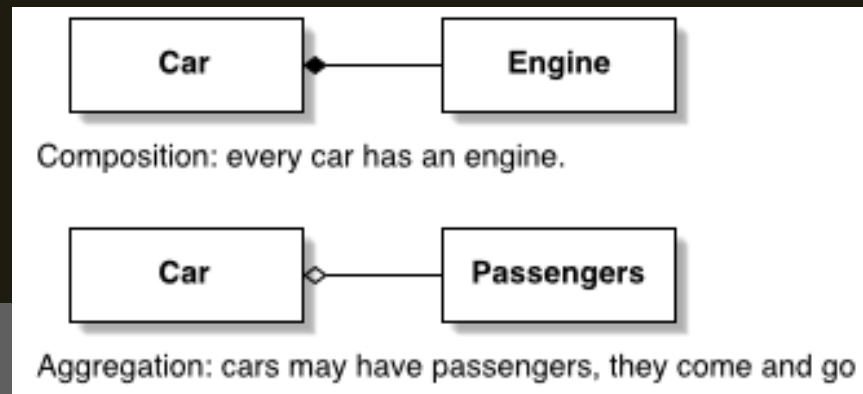 Car Engine
Composition: every car has an engine.
Car Passengers
Aggregation: cars may have passengers, they come and go